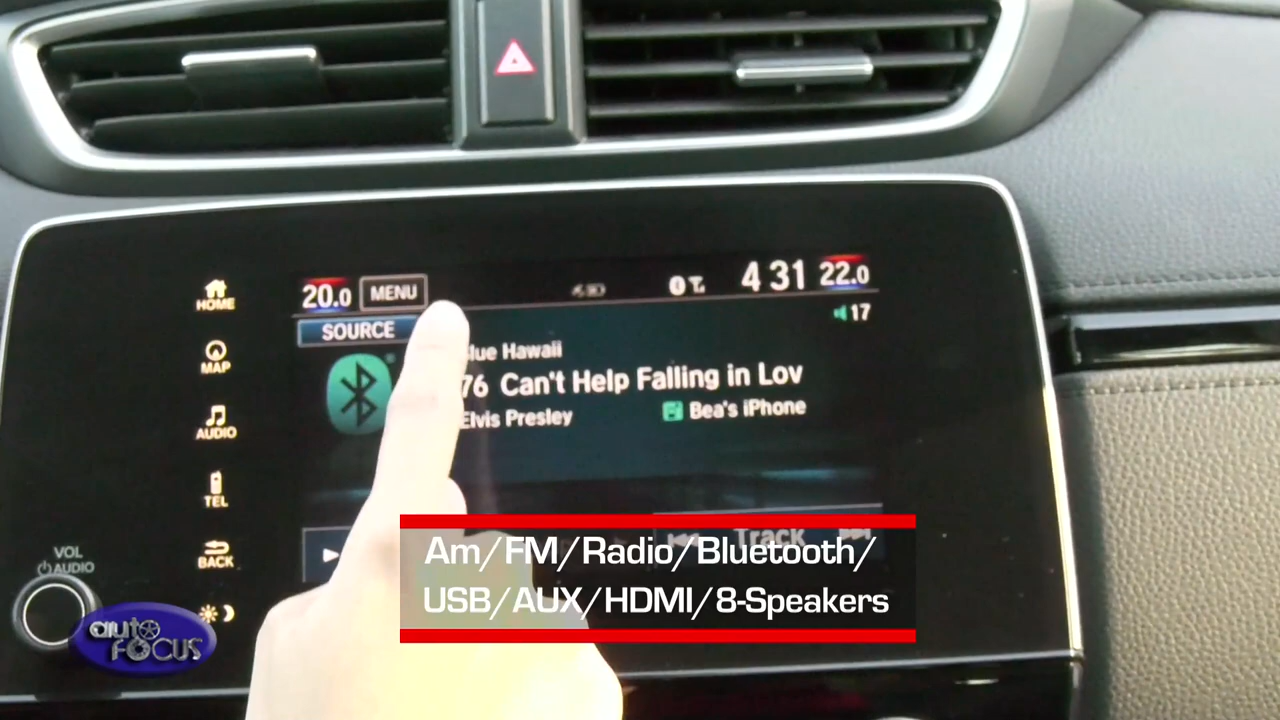 20.0 MENU 4 31 22.0
HOME
SOURCE
17
lue Hawaii
MAP
76 Can't Help Falling in Lov
Elvis Presley Bea's iPhone
AUDIO
TEL
Track
BACK
VOL
AUDIO
Am/FM/Radio/Bluetooth/
USB/AUX/HDMI/8-Speakers
auto
FOCUS